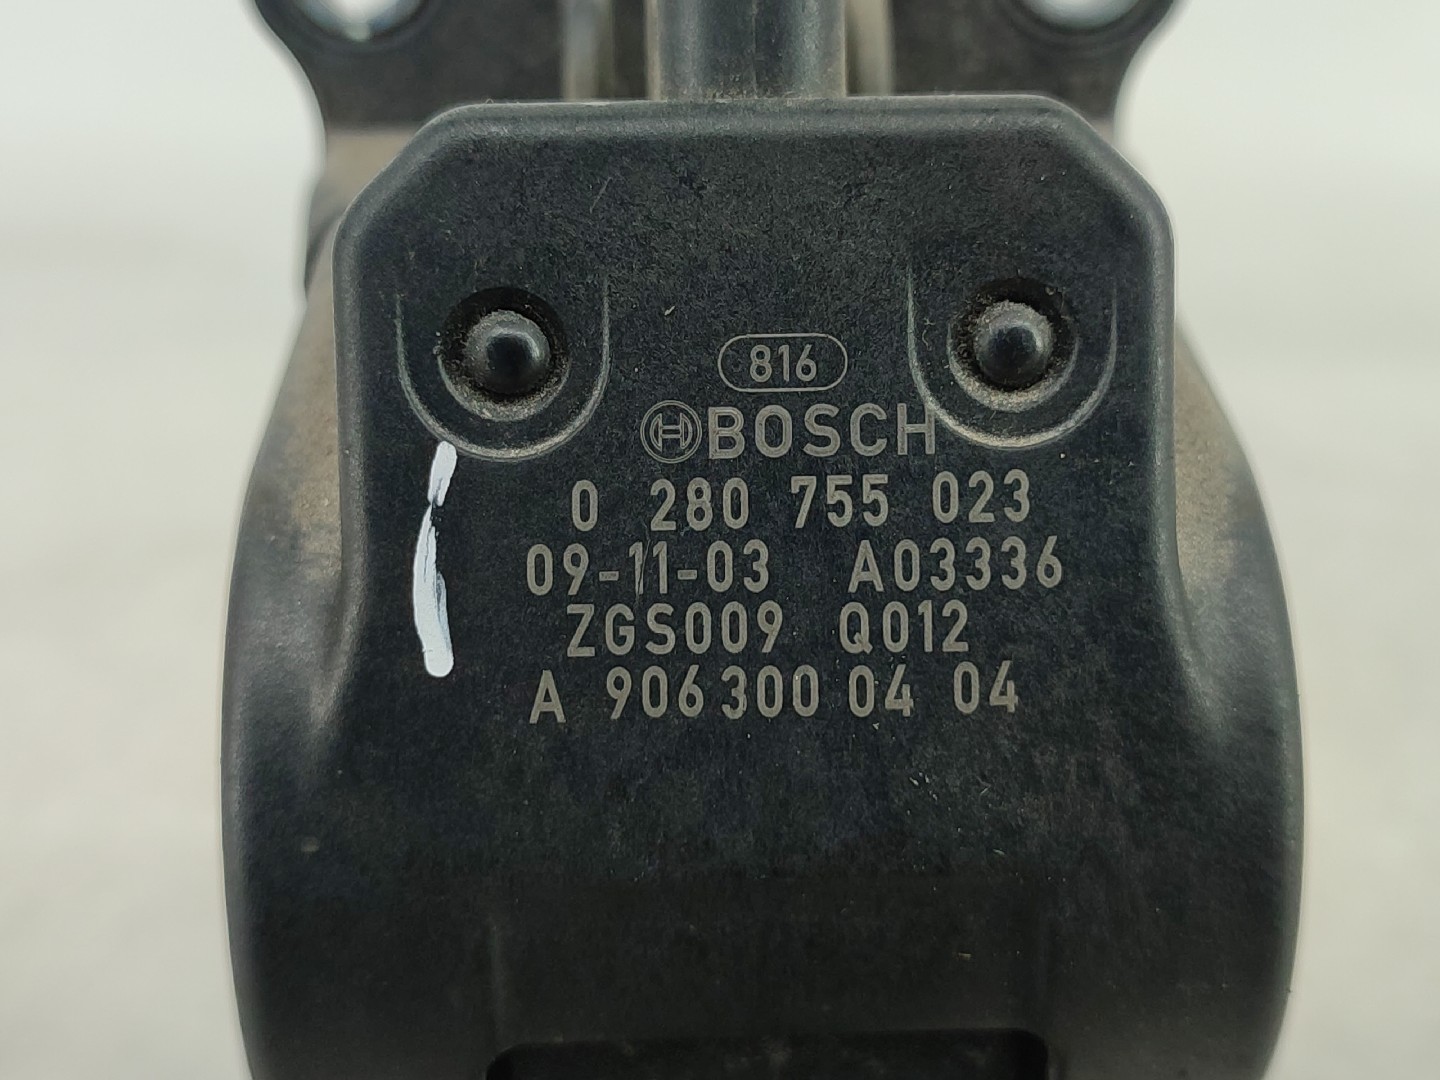 816
BOSCH
0 280 755 023
09-11-03 A03336
ZGS009 Q012
A 906 300 04 04